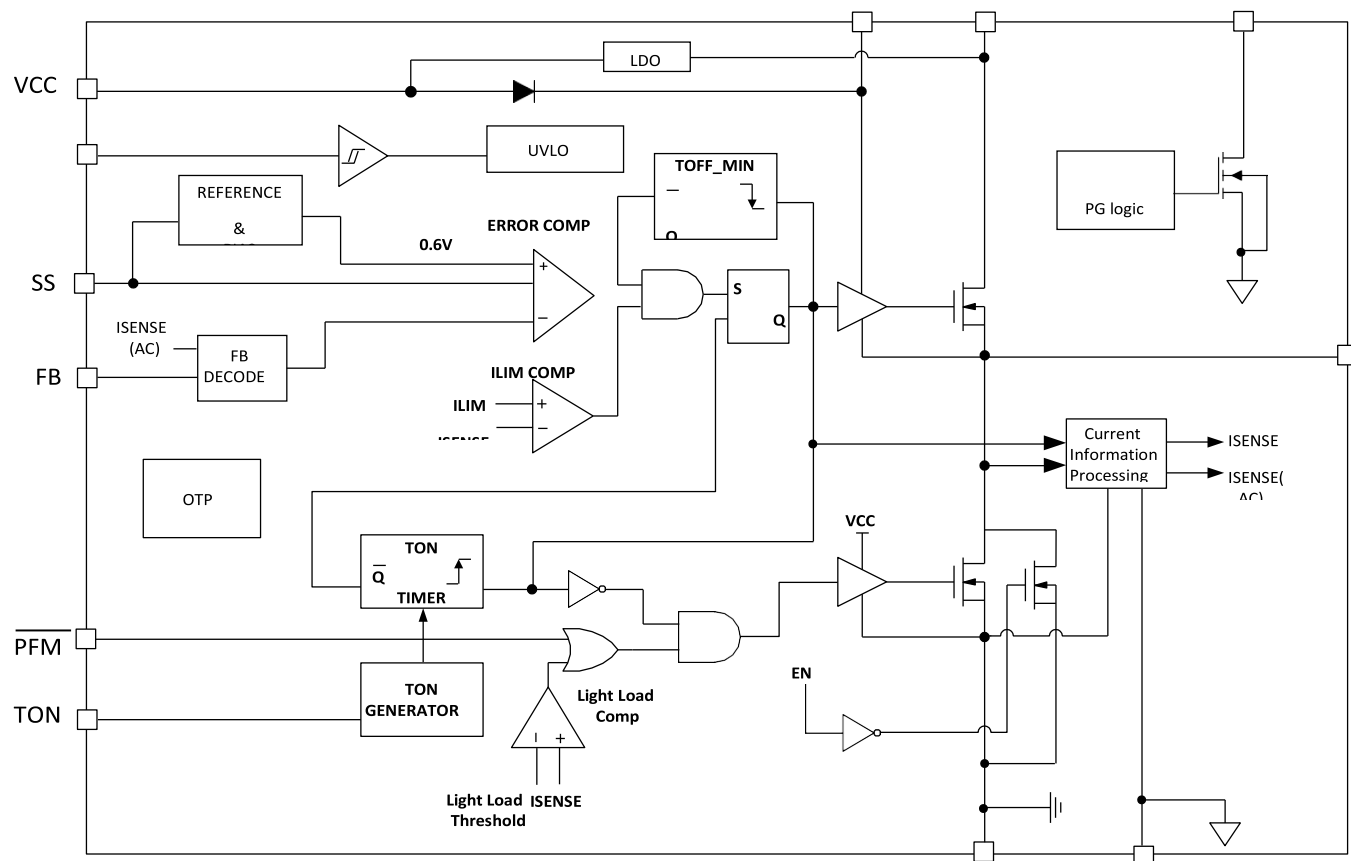 LDO
VCC
UVLO
TOFF_MIN
REFERENCE
&
PG logic
ERROR COMP
0.6V
+
SS
S
Q
−
ISENSE
(AC)
FB
DECODE
FB
ILIM COMP
ILIM
+
−
Current
Information
Processing
ISENSE
ISENSE(
OTP
VCC
TON
Q
TIMER
PFM
EN
TON
GENERATOR
Light Load
Comp
TON
− +
Light Load ISENSE
Threshold